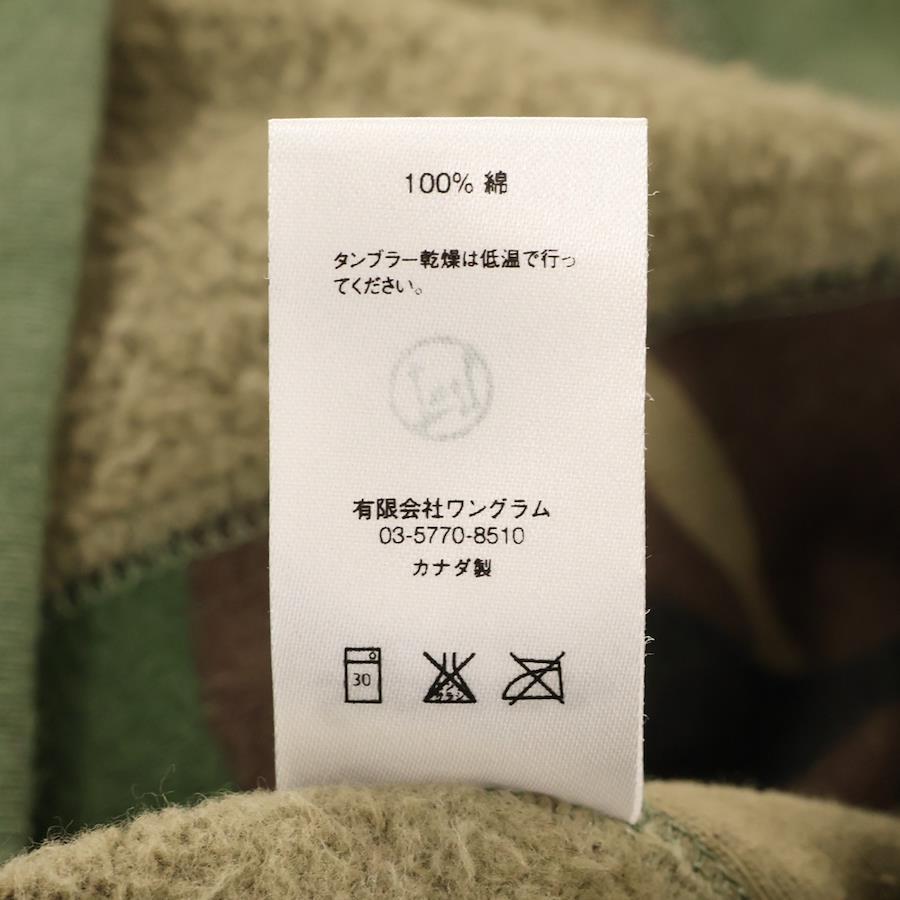 100% 綿
タンブラー乾燥は低温で行っ
てください。
有限会社ワングラム
03-5770-8510
カナダ製
30